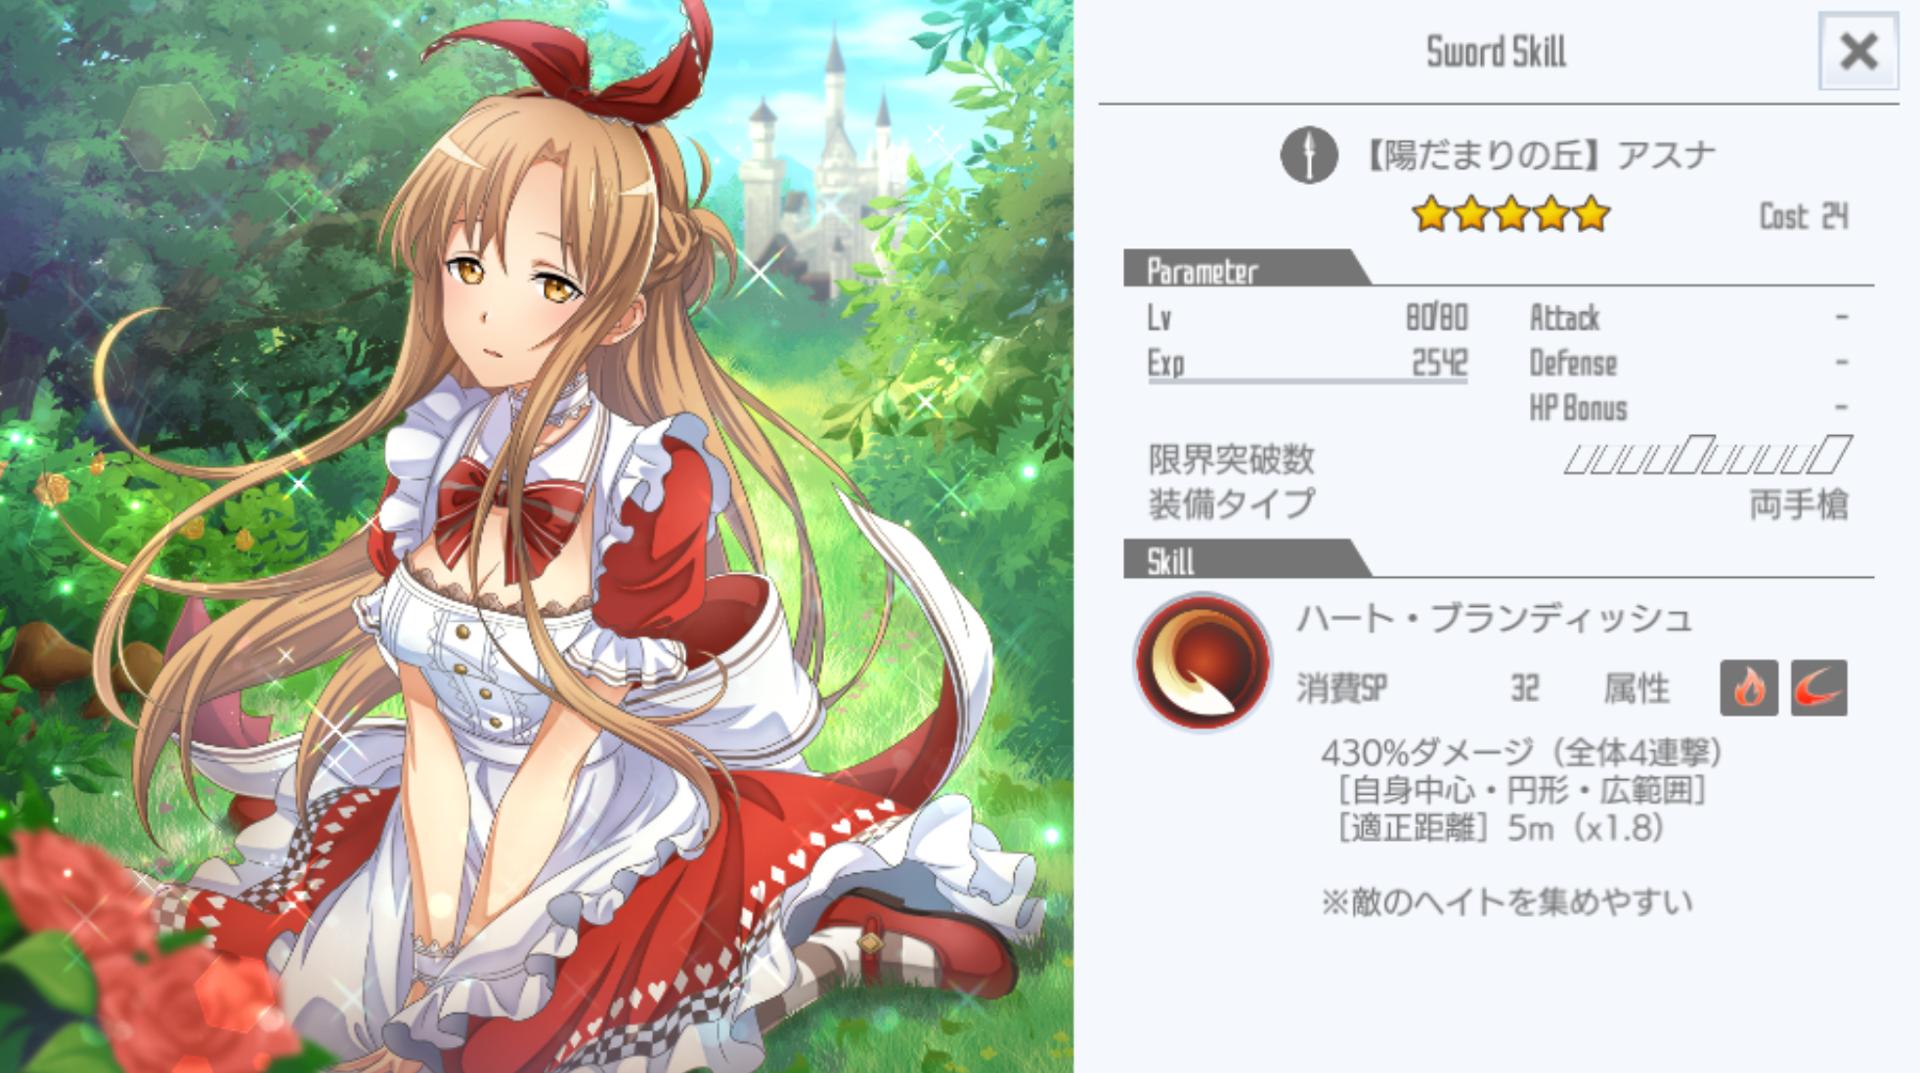 Sword Skill
【陽だまりの丘】アスナ
Cost 24
Parameter
Lv 80/80
Attack -
Exp 2542
Defense -
HP Bonus -
限界突破数
装備タイプ 両手槍
Skill
ハート・ブランディッシュ
消費SP 32 属性
430%ダメージ（全体4連撃）
［自身中心・円形・広範囲］
［適正距離］5m（x1.8）
※敵のヘイトを集めやすい